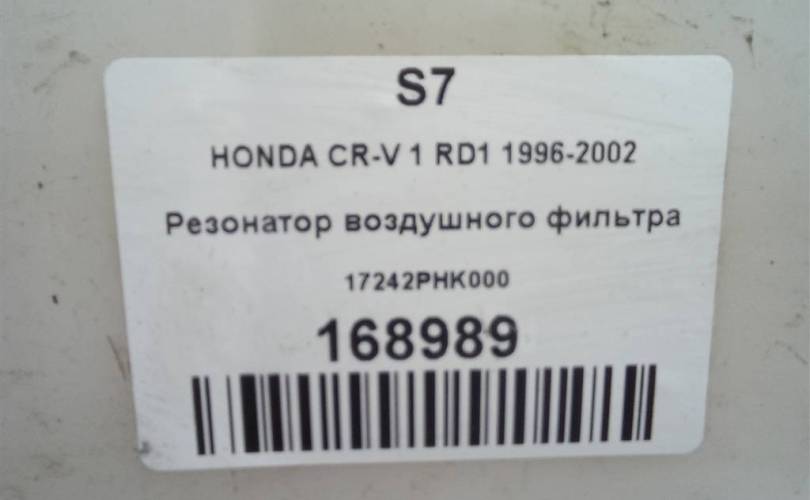 S7
HONDA CR-V 1 RD1 1996-2002
Резонатор воздушного фильтра
17242PHK000
168989